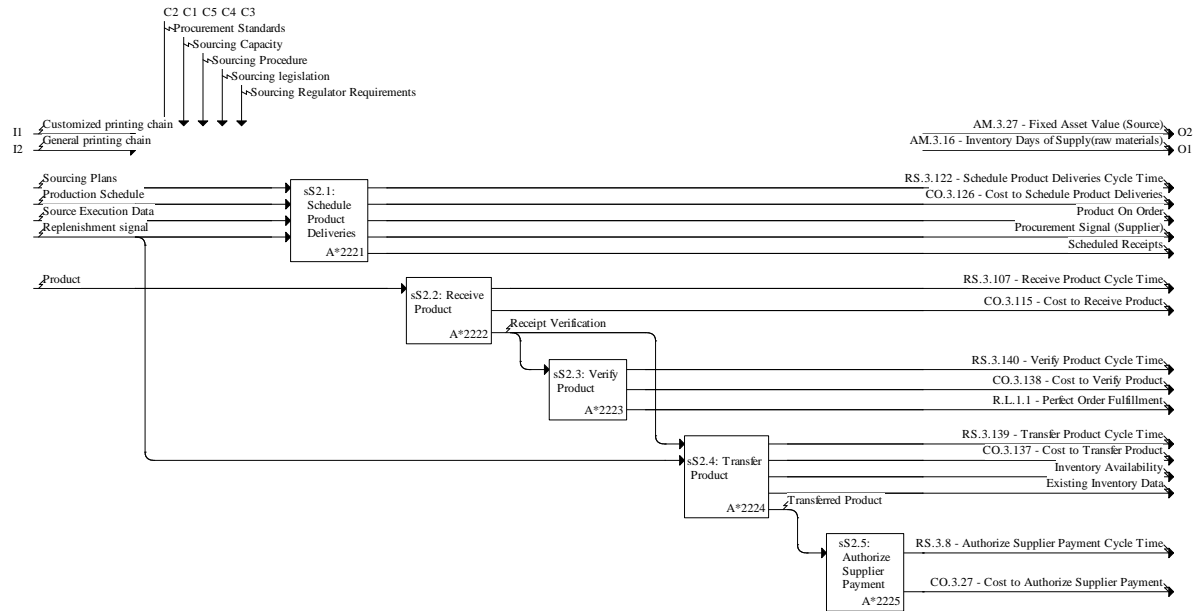 C2 C1 C5 C4 C3
Procurement Standards
Sourcing Capacity
Sourcing Procedure
Sourcing legislation
Sourcing Regulator Requirements
I1
Customized printing chain
I2
General printing chain
AM.3.27 - Fixed Asset Value (Source)
O2
AM.3.16 - Inventory Days of Supply(raw materials)
O1
Sourcing Plans
Production Schedule
Source Execution Data
Replenishment signal
sS2.1:
Schedule
Product
Deliveries
A*2221
RS.3.122 - Schedule Product Deliveries Cycle Time
CO.3.126 - Cost to Schedule Product Deliveries
Product On Order
Procurement Signal (Supplier)
Scheduled Receipts
Product
sS2.2: Receive
Product
A*2222
RS.3.107 - Receive Product Cycle Time
CO.3.115 - Cost to Receive Product
Receipt Verification
sS2.3: Verify
Product
A*2223
RS.3.140 - Verify Product Cycle Time
CO.3.138 - Cost to Verify Product
R.L.1.1 - Perfect Order Fulfillment
sS2.4: Transfer
Product
A*2224
RS.3.139 - Transfer Product Cycle Time
CO.3.137 - Cost to Transfer Product
Inventory Availability
Existing Inventory Data
Transferred Product
sS2.5:
Authorize
Supplier
Payment
A*2225
RS.3.8 - Authorize Supplier Payment Cycle Time
CO.3.27 - Cost to Authorize Supplier Payment